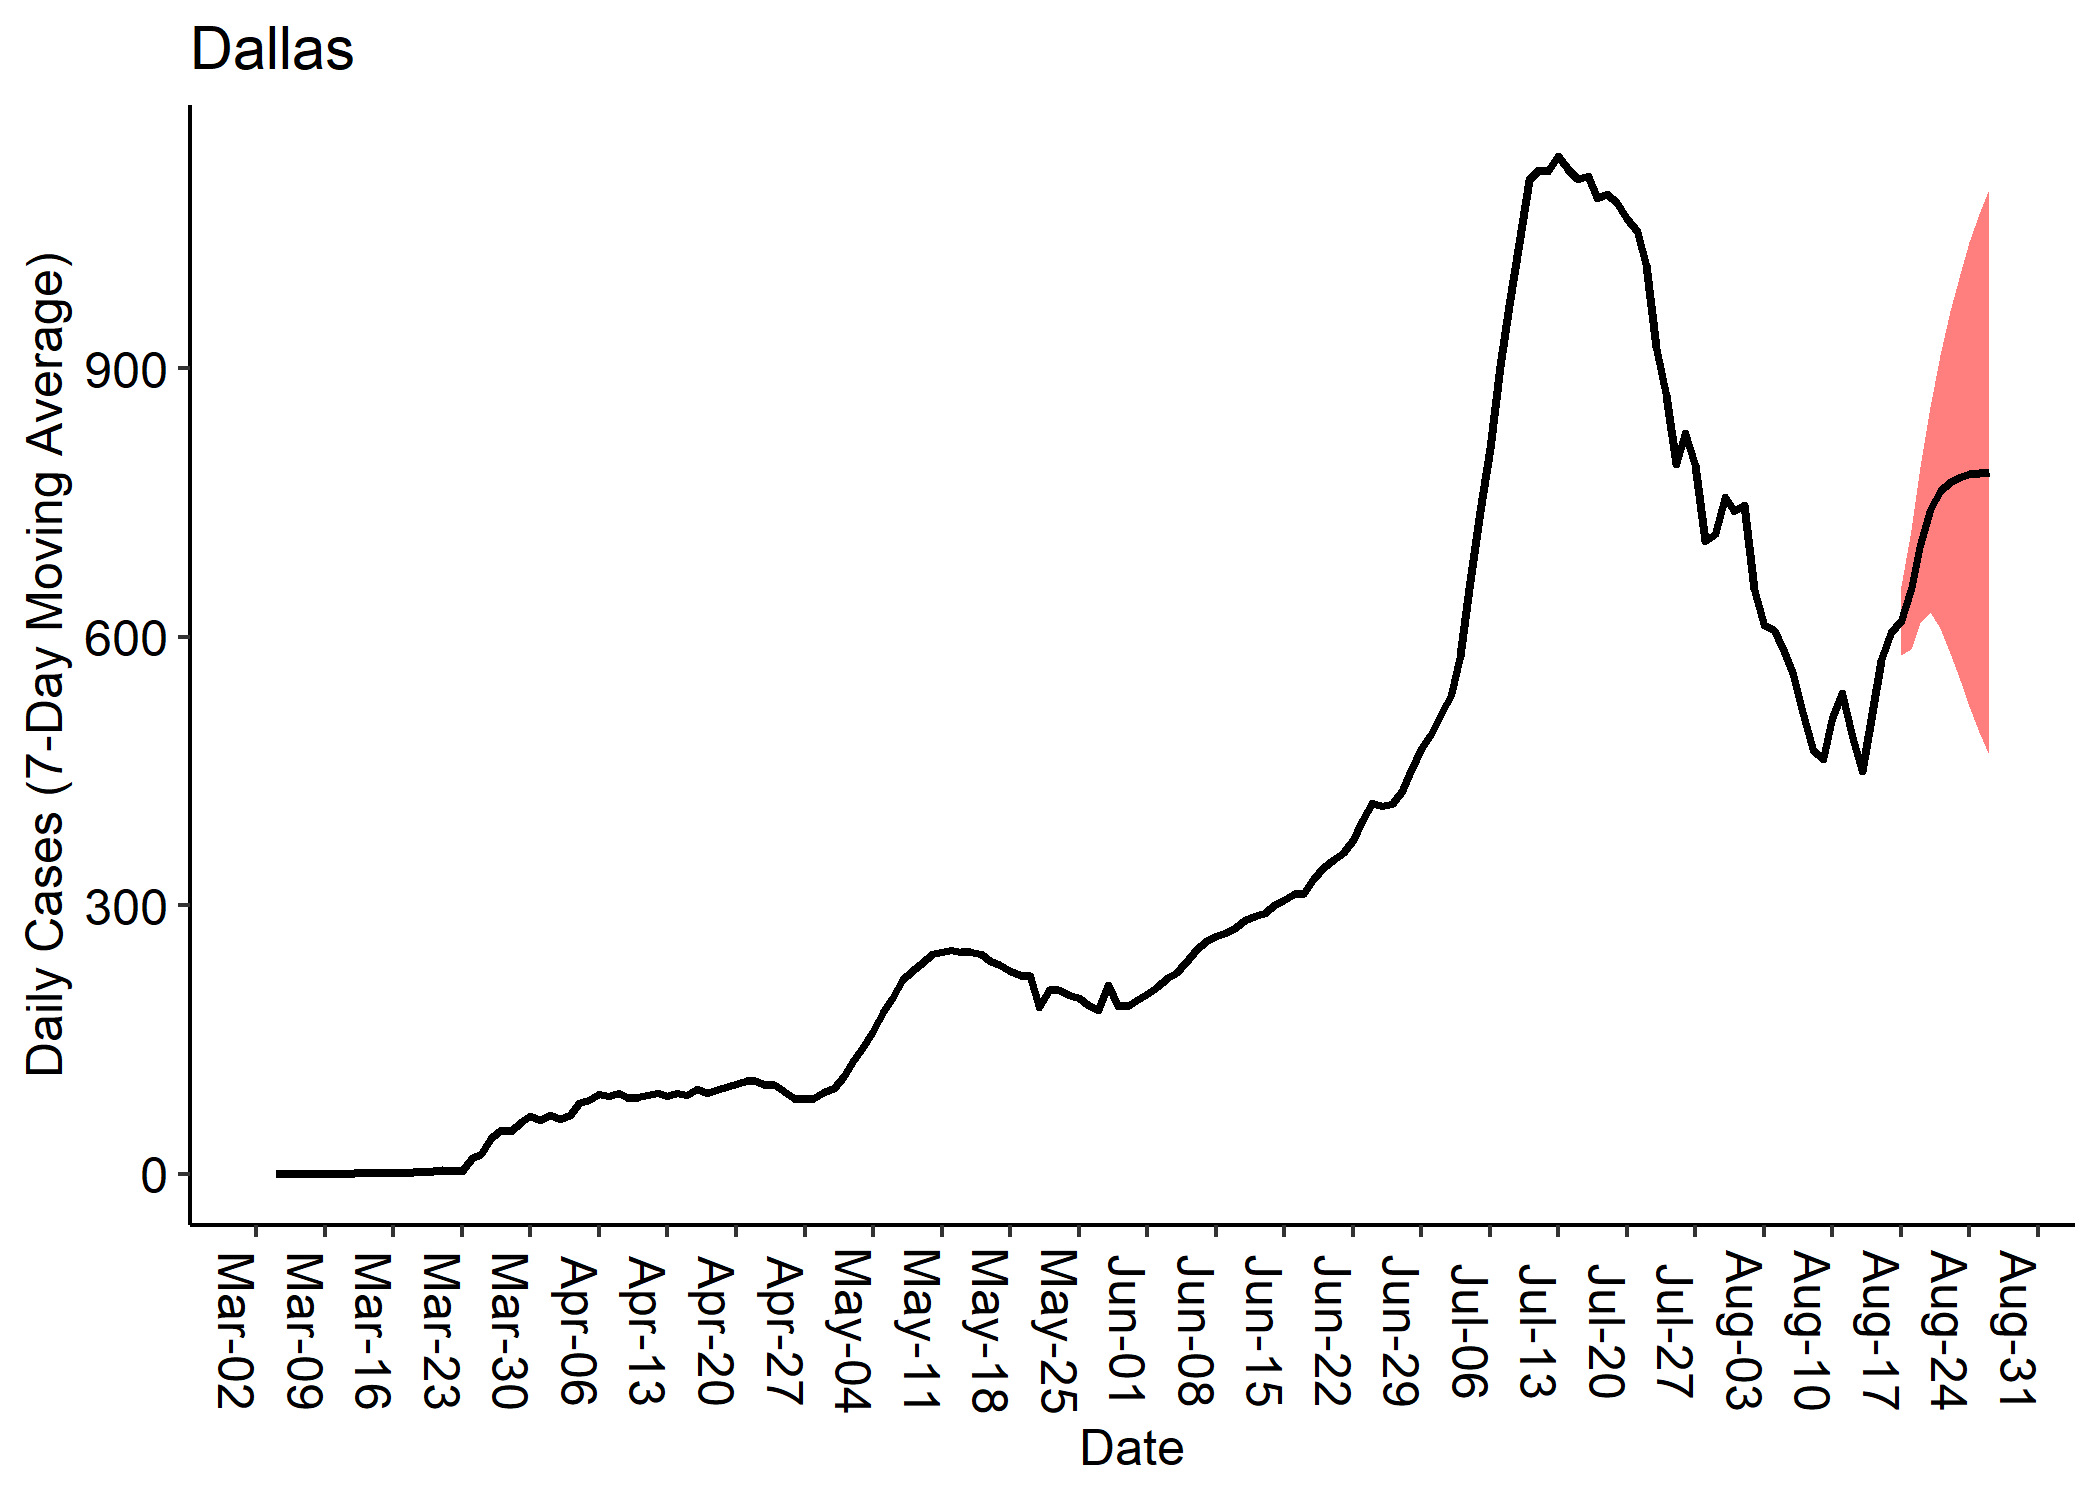 Dallas
Daily Cases (7-Day Moving Average)
900
600
300
0
Mar-02
Mar-09
Mar-16
Mar-23
Mar-30
Apr-06
Apr-13
Apr-20
Apr-27
May-04
May-11
May-18
May-25
Jun-01
Jun-08
Jun-15
Jun-22
Jun-29
Jul-06
Jul-13
Jul-20
Jul-27
Aug-03
Aug-10
Aug-17
Aug-24
Aug-31
Date